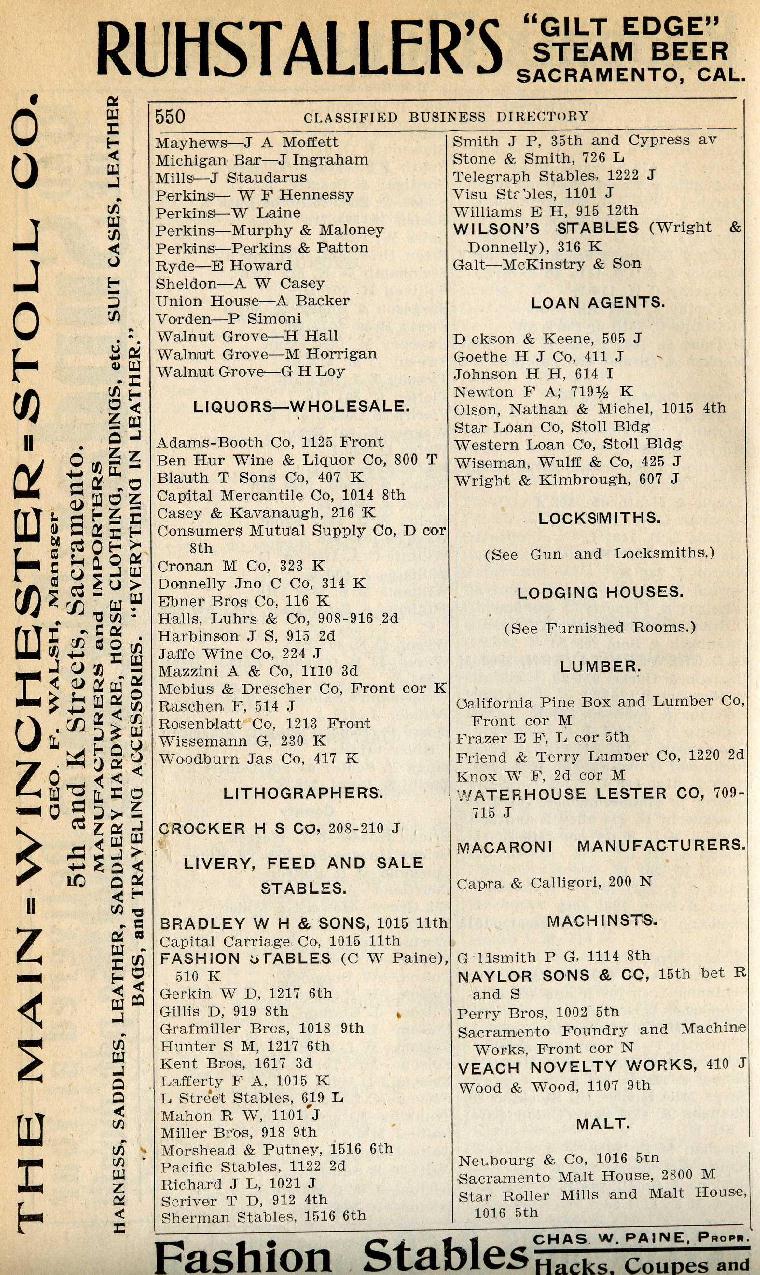 RUHSTALLER'S
"GILT EDGE"
STEAM BEER
SACRAMENTO, CAL.
THE MAIN=WINCHESTER=STOLL CO.
GEO. F. WALSH, Manager
5th and K Streets, Sacramento.
MANUFACTURERS and IMPORTERS
HARNESS, SADDLES, LEATHER, SADDLERY HARDWARE, HORSE CLOTHING, FINDINGS, etc. SUIT CASES, LEATHER
BAGS, and TRAVELING ACCESSORIES. "EVERYTHING IN LEATHER."
550 CLASSIFIED BUSINESS DIRECTORY
Mayhews—J A Moffett
Michigan Bar—J Ingraham
Mills—J Staudarus
Perkins— W F Hennessy
Perkins—W Laine
Perkins—Murphy & Maloney
Perkins—Perkins & Patton
Ryde—E Howard
Sheldon—A W Casey
Union House—A Backer
Vorden—P Simoni
Walnut Grove—H Hall
Walnut Grove—M Horrigan
Walnut Grove—G H Loy
LIQUORS—WHOLESALE.
Adams-Booth Co, 1125 Front
Ben Hur Wine & Liquor Co, 800 T
Blauth T Sons Co, 407 K
Capital Mercantile Co, 1014 8th
Casey & Kavanaugh, 216 K
Consumers Mutual Supply Co, D cor
8th
Cronan M Co, 323 K
Donnelly Jno C Co, 314 K
Ebner Bros Co, 116 K
Halls, Luhrs & Co, 908-916 2d
Harbinson J S, 915 2d
Jaffe Wine Co, 224 J
Mazzini A & Co, 1110 3d
Mebius & Drescher Co, Front cor K
Raschen F, 514 J
Rosenblatt Co, 1213 Front
Wissemann G, 230 K
Woodburn Jas Co, 417 K
LITHOGRAPHERS.
CROCKER H S CO, 208-210 J
LIVERY, FEED AND SALE
STABLES.
BRADLEY W H & SONS, 1015 11th
Capital Carriage Co, 1015 11th
FASHION STABLES (C W Paine),
510 K
Gerkin W D, 1217 6th
Gillis D, 919 8th
Grafmiller Bros, 1018 9th
Hunter S M, 1217 6th
Kent Bros, 1617 3d
Lafferty F A, 1015 K
L Street Stables, 619 L
Mahon R W, 1101 J
Miller Bros, 918 9th
Morshead & Putney, 1516 6th
Pacific Stables, 1122 2d
Richard J L, 1021 J
Scriver T D, 912 4th
Sherman Stables, 1516 6th
Smith J P, 35th and Cypress av
Stone & Smith, 726 L
Telegraph Stables, 1222 J
Visu Stables, 1101 J
Williams E H, 915 12th
WILSON'S STABLES (Wright &
Donnelly), 316 K
Galt—McKinstry & Son
LOAN AGENTS.
D ckson & Keene, 505 J
Goethe H J Co, 411 J
Johnson H H, 614 I
Newton F A; 719½ K
Olson, Nathan & Michel, 1015 4th
Star Loan Co, Stoll Bldg
Western Loan Co, Stoll Bldg
Wiseman, Wulff & Co, 425 J
Wright & Kimbrough, 607 J
LOCKSMITHS.
(See Gun and Locksmiths.)
LODGING HOUSES.
(See Furnished Rooms.)
LUMBER.
California Pine Box and Lumber Co,
Front cor M
Frazer E F, L cor 5th
Friend & Terry Lumber Co, 1220 2d
Knox W F, 2d cor M
WATERHOUSE LESTER CO, 709-
715 J
MACARONI MANUFACTURERS.
Capra & Calligori, 200 N
MACHINSTS.
G llsmith P G, 1114 8th
NAYLOR SONS & CO, 15th bet R
and S
Perry Bros, 1002 5th
Sacramento Foundry and Machine
Works, Front cor N
VEACH NOVELTY WORKS, 410 J
Wood & Wood, 1107 9th
MALT.
Neubourg & Co, 1016 5th
Sacramento Malt House, 2800 M
Star Roller Mills and Malt House,
1016 5th
Fashion Stables
CHAS. W. PAINE, PROPR.
Hacks, Coupes and